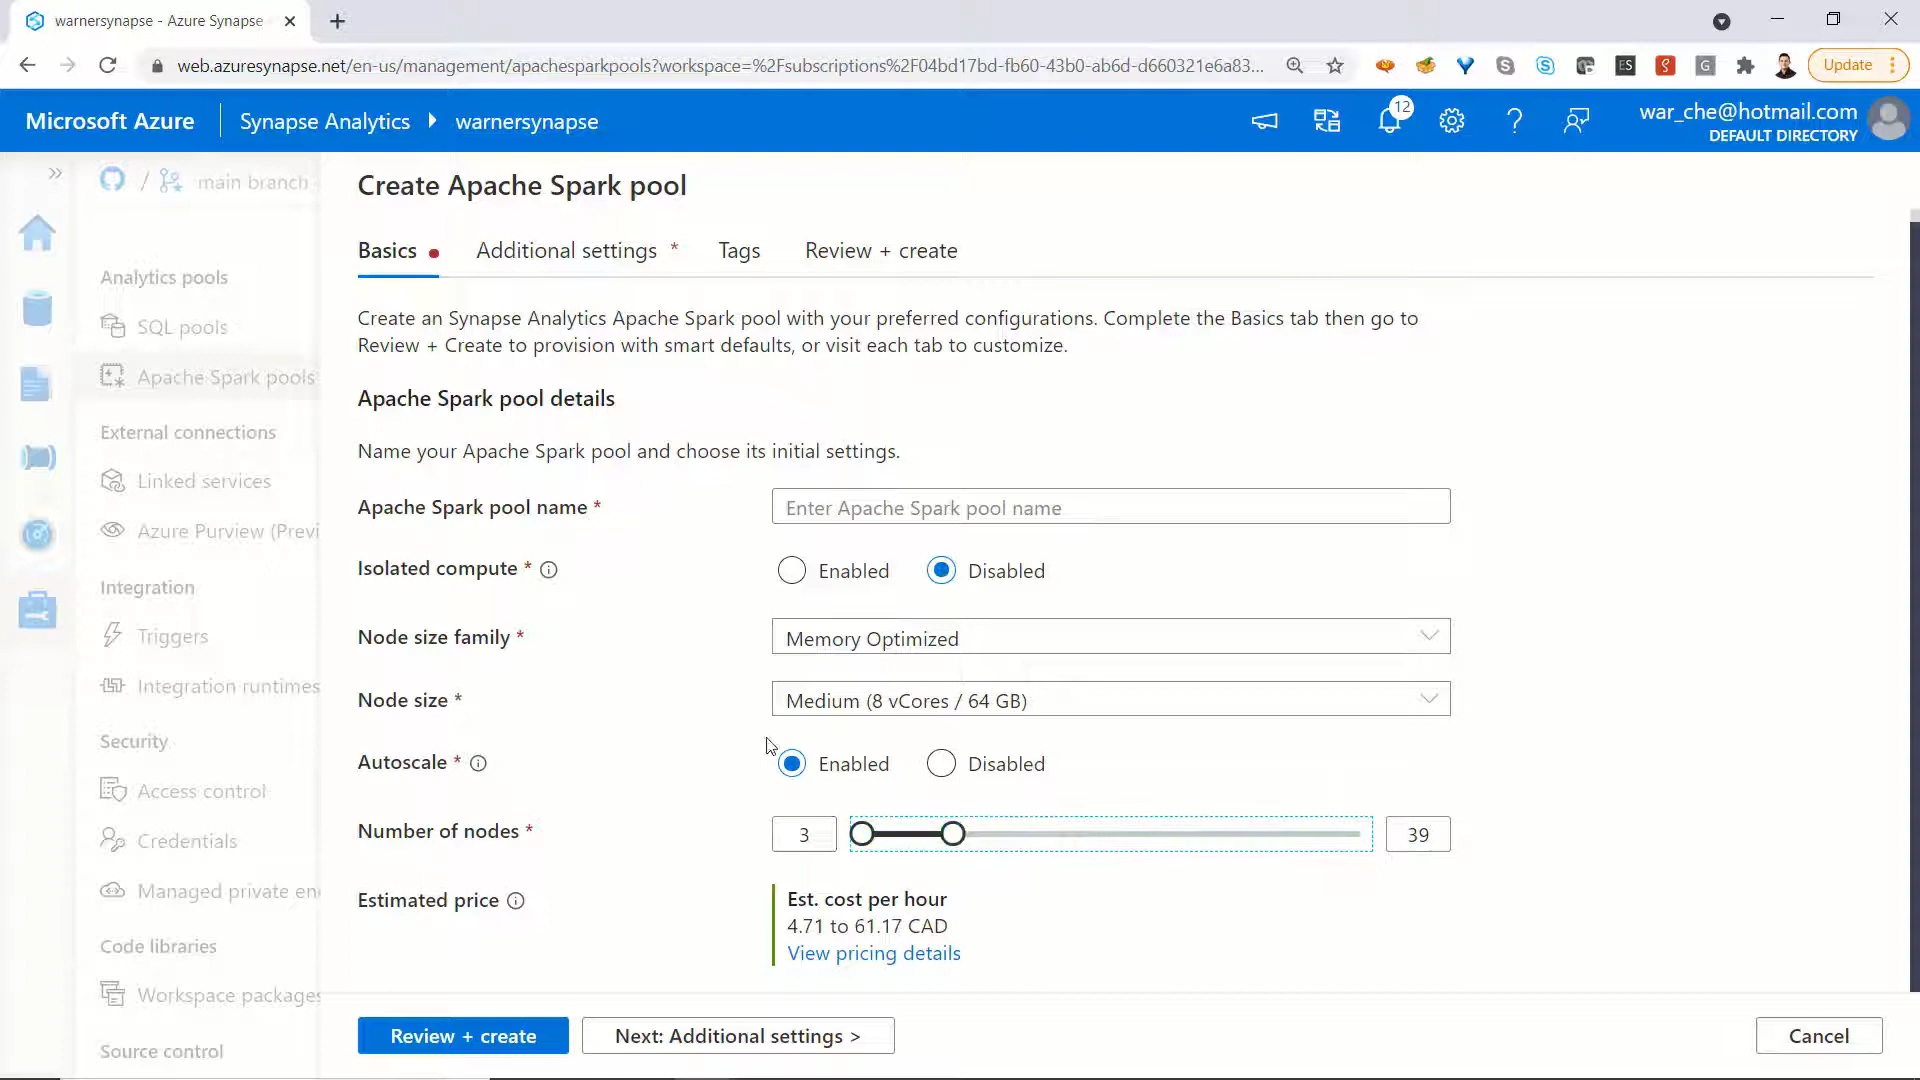 warnersynapse - Azure Synapse
web.azuresynapse.net/en-us/management/apachesparkpools?workspace=%2Fsubscriptions%2F04bd17bd-fb60-43b0-ab6d-d660321e6a83...
Update
Microsoft Azure
Synapse Analytics
warnersynapse
12
war_che@hotmail.com
DEFAULT DIRECTORY
/ main branch
Analytics pools
SQL pools
Apache Spark pools
External connections
Linked services
Azure Purview (Previ
Integration
Triggers
Integration runtimes
Security
Access control
Credentials
Managed private en
Code libraries
Workspace packages
Source control
Create Apache Spark pool
Basics
Additional settings *
Tags
Review + create
Create an Synapse Analytics Apache Spark pool with your preferred configurations. Complete the Basics tab then go to
Review + Create to provision with smart defaults, or visit each tab to customize.
Apache Spark pool details
Name your Apache Spark pool and choose its initial settings.
Apache Spark pool name *
Enter Apache Spark pool name
Isolated compute *
Enabled
Disabled
Node size family *
Memory Optimized
Node size *
Medium (8 vCores / 64 GB)
Autoscale *
Enabled
Disabled
Number of nodes *
3
39
Estimated price
Est. cost per hour
4.71 to 61.17 CAD
View pricing details
Review + create
Next: Additional settings >
Cancel